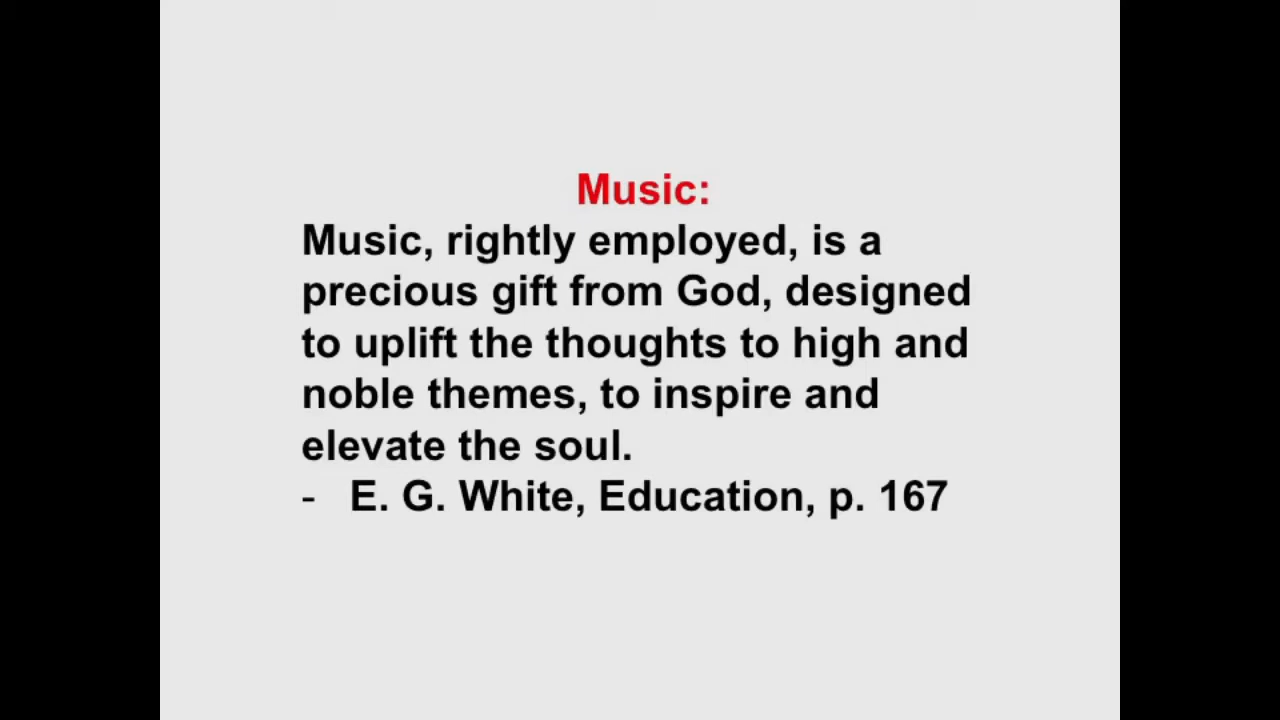 Music:
Music, rightly employed, is a
precious gift from God, designed
to uplift the thoughts to high and
noble themes, to inspire and
elevate the soul.
- E. G. White, Education, p. 167